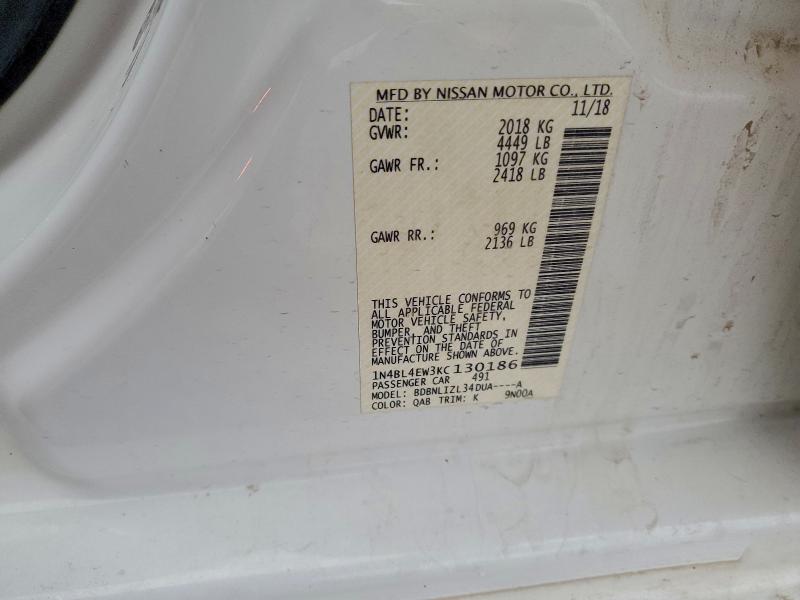 MFD BY NISSAN MOTOR CO., LTD.
DATE: 11/18
GVWR: 2018 KG
4449 LB
GAWR FR.: 1097 KG
2418 LB
GAWR RR.: 969 KG
2136 LB
THIS VEHICLE CONFORMS TO
ALL APPLICABLE FEDERAL
MOTOR VEHICLE SAFETY,
BUMPER, AND THEFT
PREVENTION STANDARDS IN
EFFECT ON THE DATE OF
MANUFACTURE SHOWN ABOVE.
1N4BL4EW3KC130186
PASSENGER CAR 491
MODEL: BDBNLIZL34DUA----A
COLOR: QAB TRIM: K 9N00A